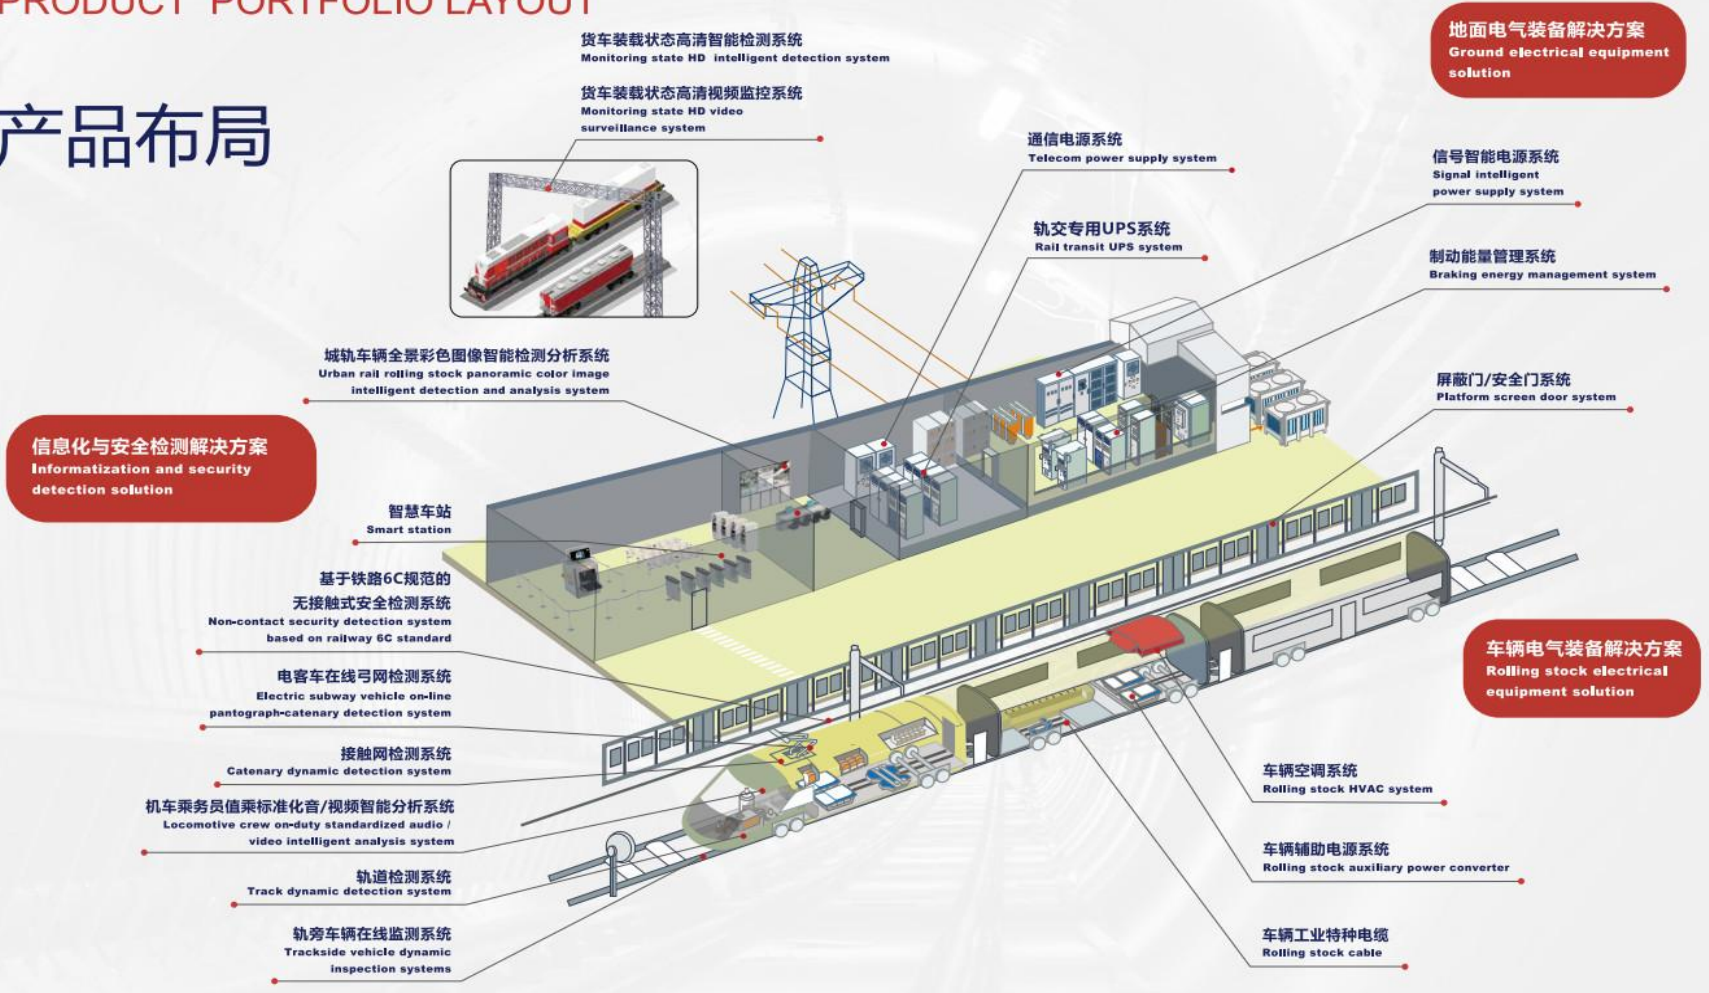 PRODUCT PORTFOLIO LAYOUT
产品布局
货车装载状态高清智能检测系统
Monitoring state HD intelligent detection system
货车装载状态高清视频监控系统
Monitoring state HD video
surveillance system
地面电气装备解决方案
Ground electrical equipment
solution
通信电源系统
Telecom power supply system
信号智能电源系统
Signal intelligent
power supply system
轨交专用UPS系统
Rail transit UPS system
制动能量管理系统
Braking energy management system
屏蔽门/安全门系统
Platform screen door system
城轨车辆全景彩色图像智能检测分析系统
Urban rail rolling stock panoramic color image
intelligent detection and analysis system
信息化与安全检测解决方案
Informatization and security
detection solution
智慧车站
Smart station
基于铁路6C规范的
无接触式安全检测系统
Non-contact security detection system
based on railway 6C standard
电客车在线弓网检测系统
Electric subway vehicle on-line
pantograph-catenary detection system
接触网检测系统
Catenary dynamic detection system
机车乘务员值乘标准化音/视频智能分析系统
Locomotive crew on-duty standardized audio /
video intelligent analysis system
轨道检测系统
Track dynamic detection system
轨旁车辆在线监测系统
Trackside vehicle dynamic
inspection systems
车辆电气装备解决方案
Rolling stock electrical
equipment solution
车辆空调系统
Rolling stock HVAC system
车辆辅助电源系统
Rolling stock auxiliary power converter
车辆工业特种电缆
Rolling stock cable